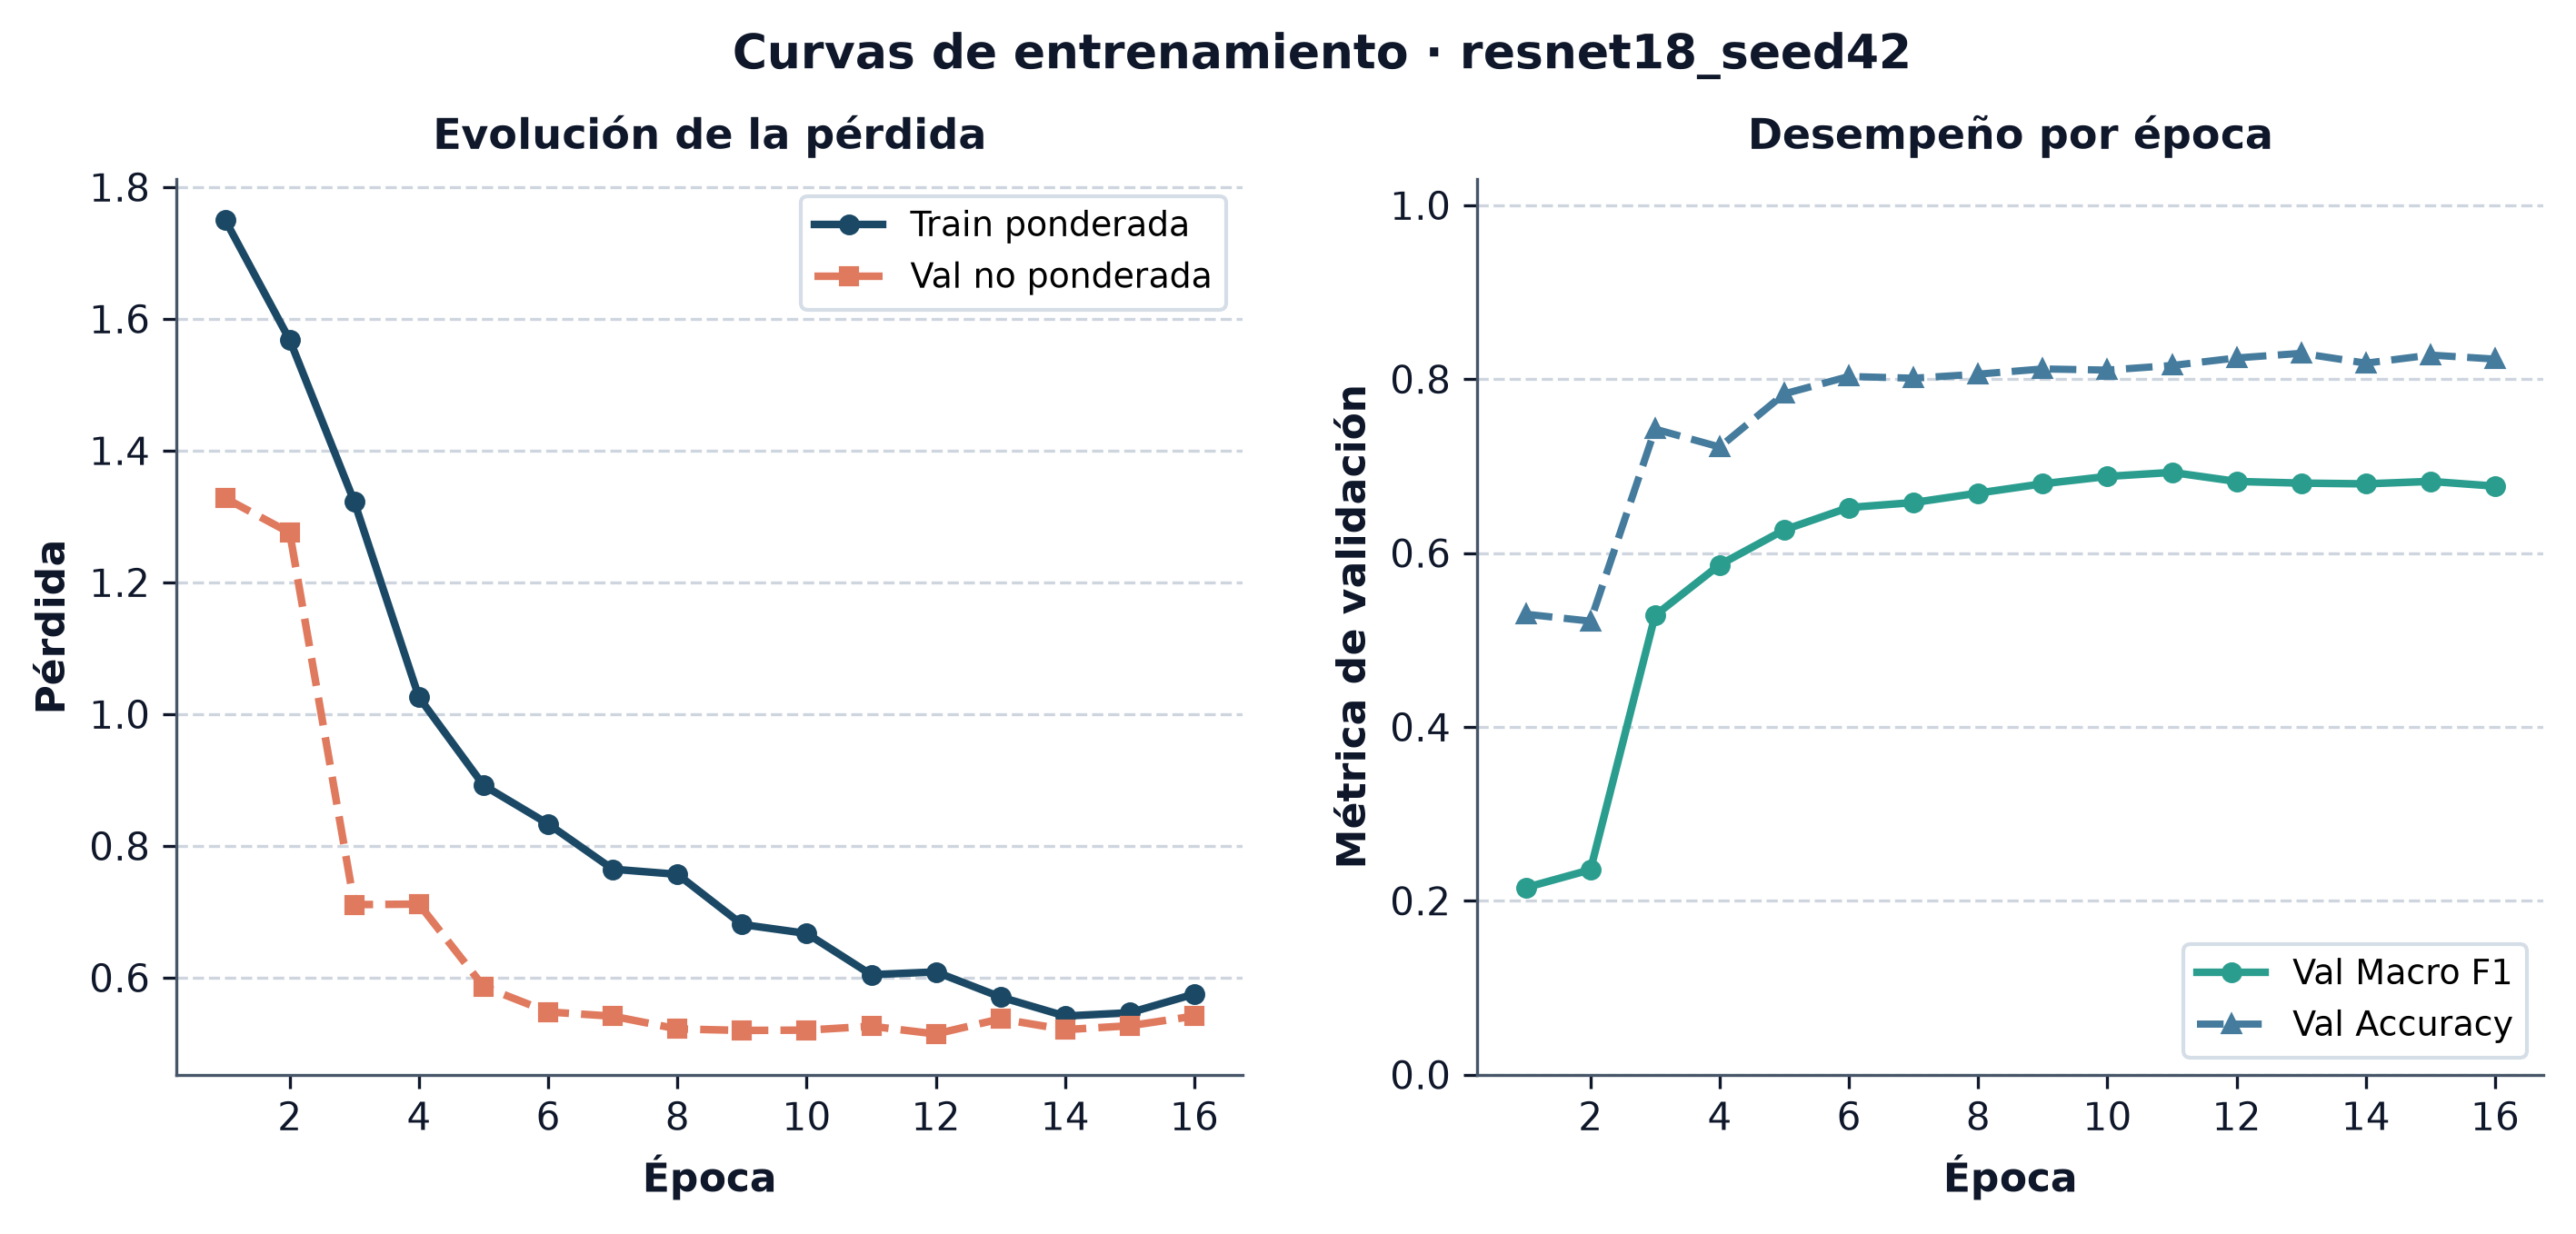 Curvas de entrenamiento · resnet18_seed42
Evolución de la pérdida
Pérdida
1.8
1.6
1.4
1.2
1.0
0.8
0.6
Train ponderada
Val no ponderada
2 4 6 8 10 12 14 16
Época
Desempeño por época
Métrica de validación
1.0
0.8
0.6
0.4
0.2
0.0
Val Macro F1
Val Accuracy
2 4 6 8 10 12 14 16
Época